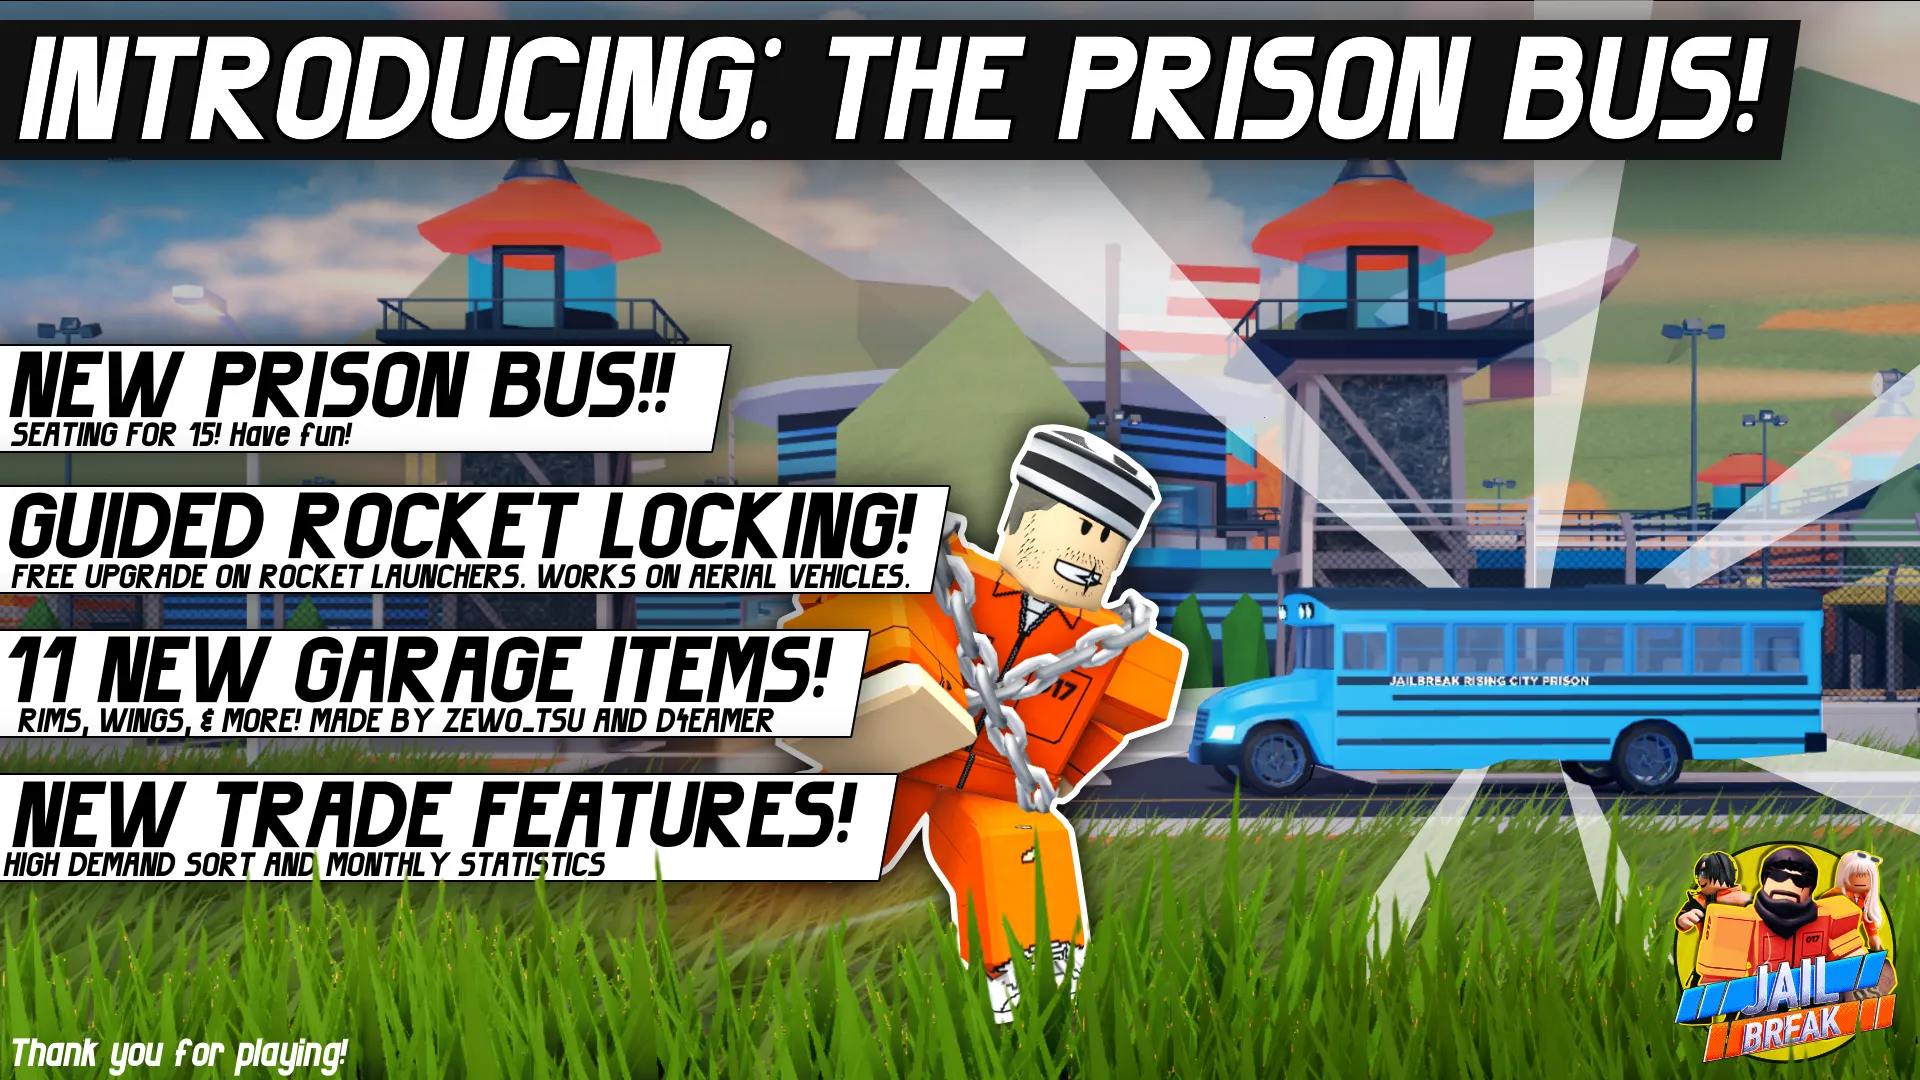 INTRODUCING: THE PRISON BUS!
NEW PRISON BUS!!
SEATING FOR 15! Have fun!
GUIDED ROCKET LOCKING!
FREE UPGRADE ON ROCKET LAUNCHERS. WORKS ON AERIAL VEHICLES.
11 NEW GARAGE ITEMS!
RIMS, WINGS, & MORE! MADE BY ZEWO_TSU AND D4EAMER
017
JAILBREAK RISING CITY PRISON
NEW TRADE FEATURES!
HIGH DEMAND SORT AND MONTHLY STATISTICS
017
JAIL
BREAK
Thank you for playing!